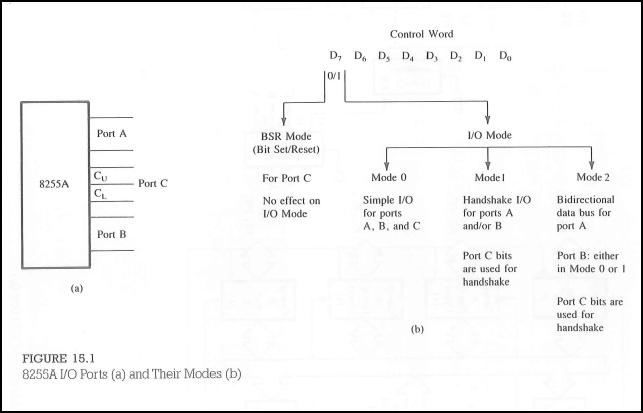 Control Word
D7 D6 D5 D4 D3 D2 D1 D0
0/1
8255A
Port A
CU
CL
Port C
Port B
(a)
BSR Mode
(Bit Set/Reset)
For Port C
No effect on
I/O Mode
I/O Mode
Mode 0
Simple I/O
for ports
A, B, and C
Mode 1
Handshake I/O
for ports A
and/or B
Port C bits
are used for
handshake
Mode 2
Bidirectional
data bus for
port A
Port B: either
in Mode 0 or 1
Port C bits are
used for
handshake
(b)
FIGURE 15.1
8255A I/O Ports (a) and Their Modes (b)